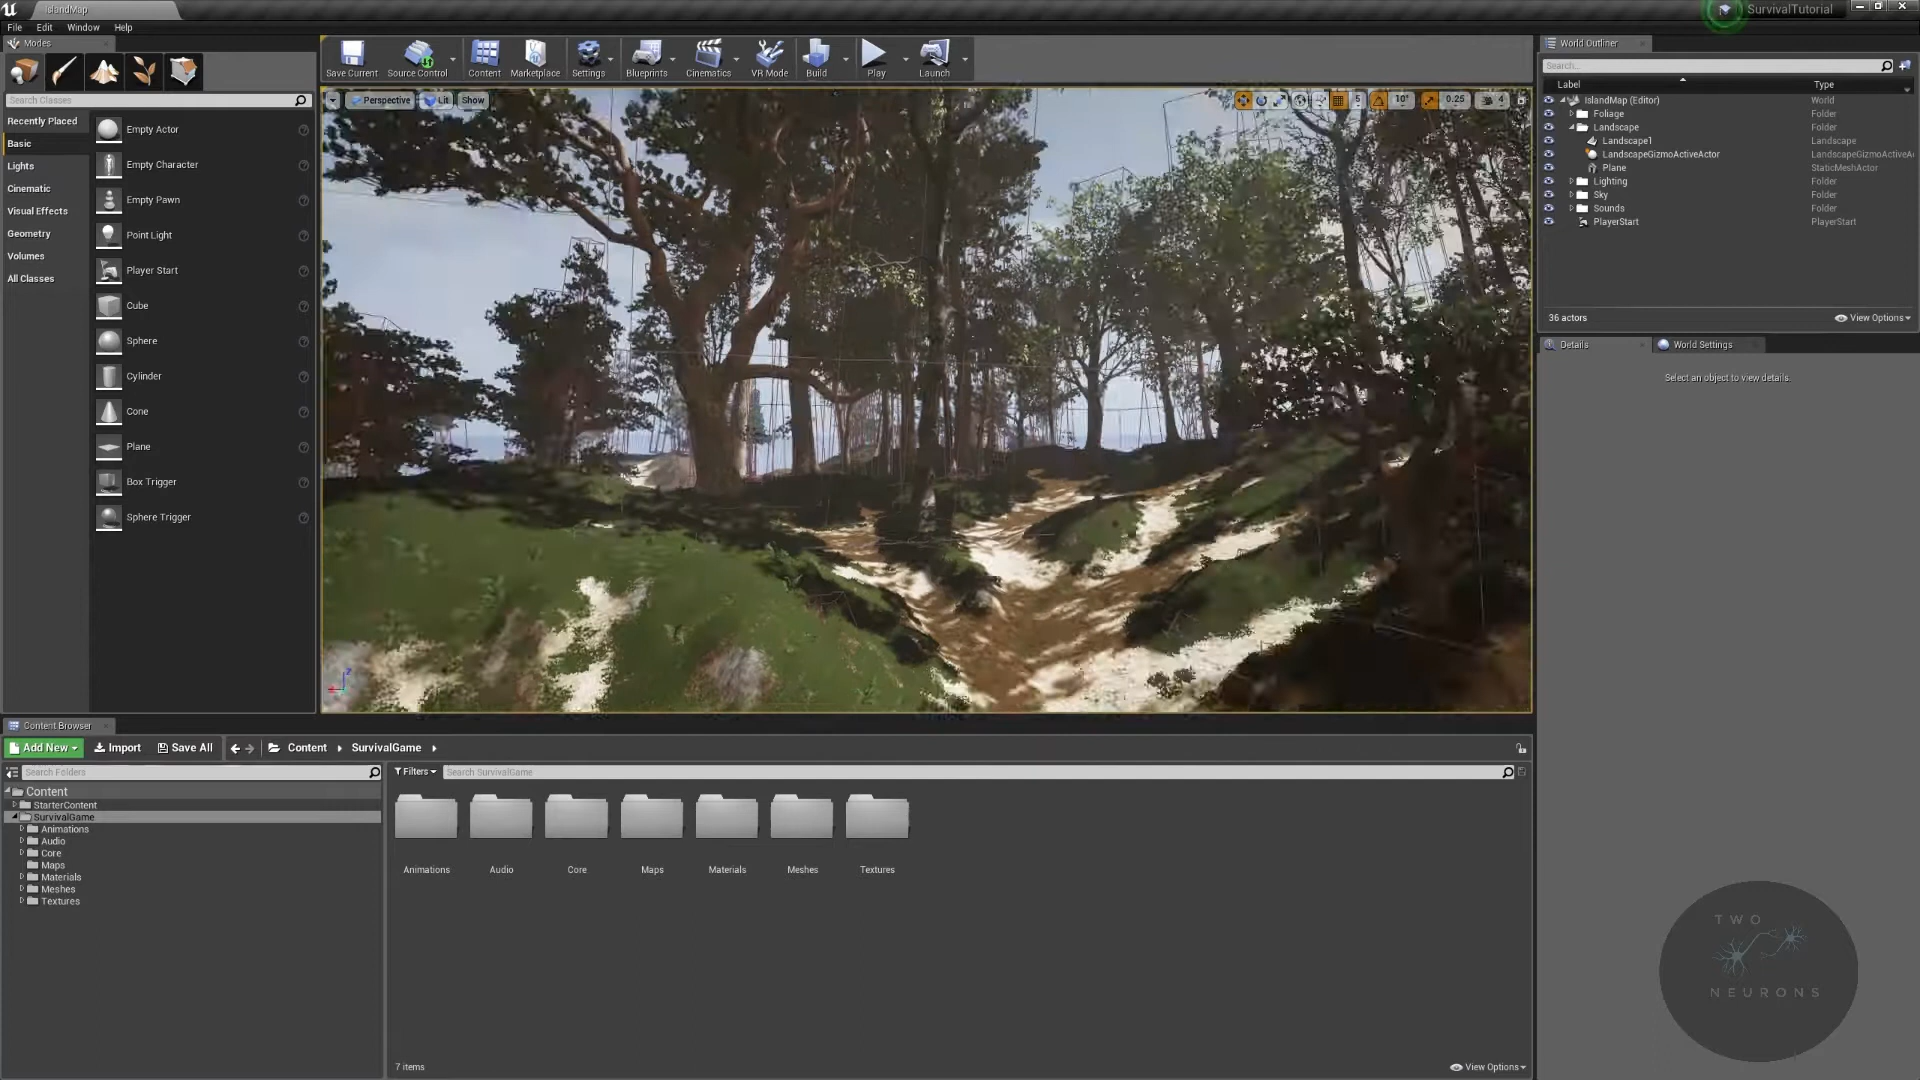 IslandMap
SurvivalTutorial
File Edit Window Help
Modes
Search Classes
Recently Placed
Basic
Lights
Cinematic
Visual Effects
Geometry
Volumes
All Classes
Empty Actor
Empty Character
Empty Pawn
Point Light
Player Start
Cube
Sphere
Cylinder
Cone
Plane
Box Trigger
Sphere Trigger
Save Current Source Control Content Marketplace Settings Blueprints Cinematics VR Mode Build Play Launch
Perspective Lit Show
5 10° 0.25 4
World Outliner
Search...
Label Type
IslandMap (Editor) World
Foliage Folder
Landscape Folder
Landscape1 Landscape
LandscapeGizmoActiveActor LandscapeGizmoActiveA
Plane StaticMeshActor
Lighting Folder
Sky Folder
Sounds Folder
PlayerStart PlayerStart
36 actors View Options
Details World Settings
Select an object to view details.
Content Browser
Add New Import Save All Content SurvivalGame
Search Folders
Filters Search SurvivalGame
Content
StarterContent
SurvivalGame
Animations
Audio
Core
Maps
Materials
Meshes
Textures
Animations Audio Core Maps Materials Meshes Textures
7 items View Options
TWO
NEURONS